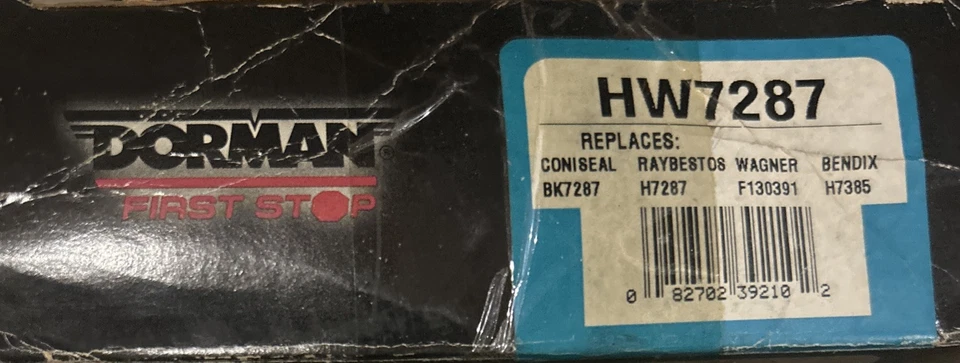 DORMAN®
FIRST STOP
HW7287
REPLACES:
CONISEAL RAYBESTOS WAGNER BENDIX
BK7287 H7287 F130391 H7385
0 82702 39210 2